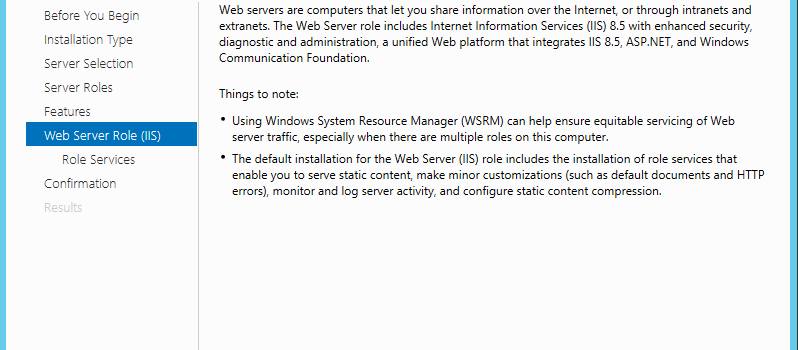 Before You Begin
Installation Type
Server Selection
Server Roles
Features
Web Server Role (IIS)
Role Services
Confirmation
Results
Web servers are computers that let you share information over the Internet, or through intranets and
extranets. The Web Server role includes Internet Information Services (IIS) 8.5 with enhanced security,
diagnostic and administration, a unified Web platform that integrates IIS 8.5, ASP.NET, and Windows
Communication Foundation.
Things to note:
• Using Windows System Resource Manager (WSRM) can help ensure equitable servicing of Web
server traffic, especially when there are multiple roles on this computer.
• The default installation for the Web Server (IIS) role includes the installation of role services that
enable you to serve static content, make minor customizations (such as default documents and HTTP
errors), monitor and log server activity, and configure static content compression.